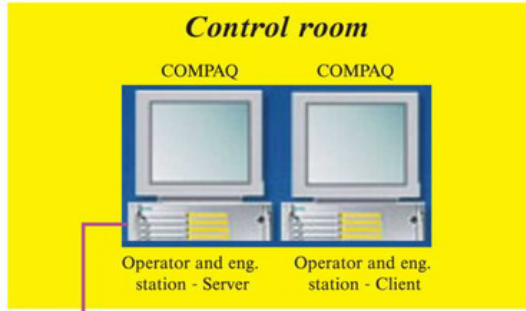 Control room
COMPAQ COMPAQ
Operator and eng. Operator and eng.
station - Server station - Client